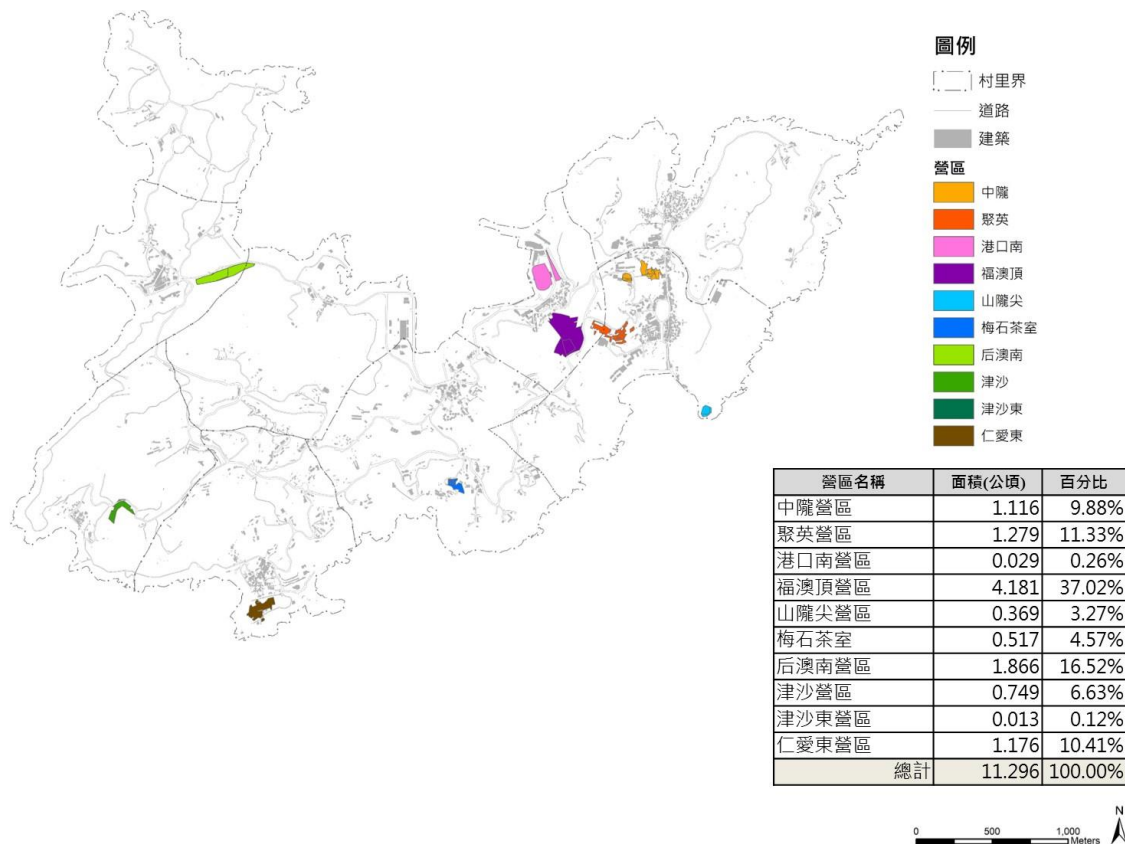 圖例
村里界
道路
建築
營區
中隴
聚英
港口南
福澳頂
山隴尖
梅石茶室
后澳南
津沙
津沙東
仁愛東
營區名稱 面積(公頃) 百分比
中隴營區 1.116 9.88%
聚英營區 1.279 11.33%
港口南營區 0.029 0.26%
福澳頂營區 4.181 37.02%
山隴尖營區 0.369 3.27%
梅石茶室 0.517 4.57%
后澳南營區 1.866 16.52%
津沙營區 0.749 6.63%
津沙東營區 0.013 0.12%
仁愛東營區 1.176 10.41%
總計 11.296 100.00%
N
0 500 1,000
Meters